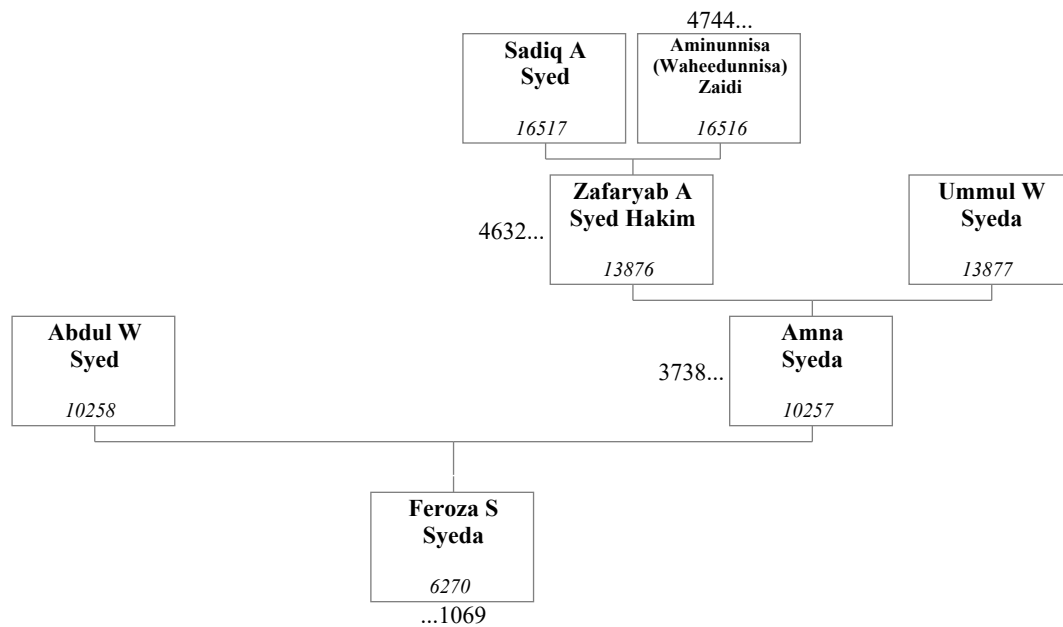 4744...
Sadiq A
Syed
16517
Aminunnisa
(Waheedunnisa)
Zaidi
16516
4632...
Zafaryab A
Syed Hakim
13876
Ummul W
Syeda
13877
Abdul W
Syed
10258
3738...
Amna
Syeda
10257
Feroza S
Syeda
6270
...1069